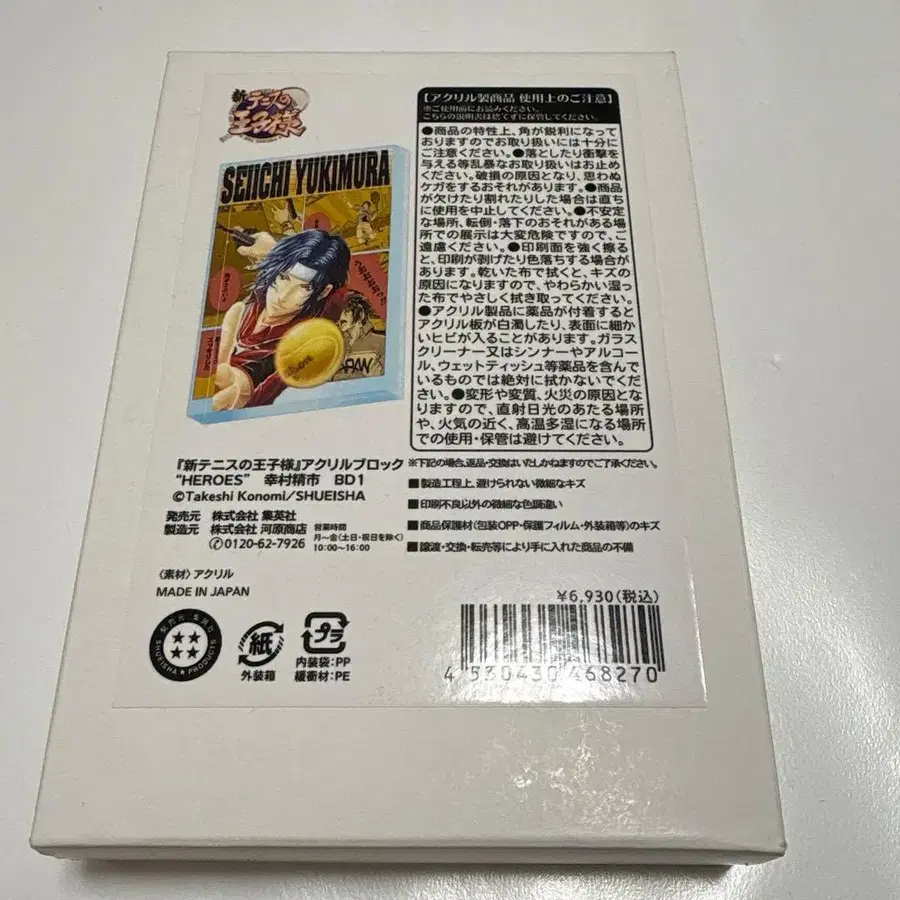 新テニスの王子様
SEIICHI YUKIMURA
『新テニスの王子様』アクリルブロック
“HEROES” 幸村精市 BD1
©Takeshi Konomi/SHUEISHA
発売元 株式会社 集英社
製造元 株式会社 河原商店
0120-62-7926
営業時間
月～金(土日・祝日を除く)
10:00～16:00
〈素材〉アクリル
MADE IN JAPAN
SHUEISHA★PRODUCTS
紙
外装箱
プラ
内装袋:PP
緩衝材:PE
【アクリル製商品 使用上のご注意】
※ご使用前にお読みください。
こちらの説明書は捨てずに保管してください。
●商品の特性上、角が鋭利になって
おりますのでお取り扱いには十分に
ご注意ください。●落としたり衝撃を
与える等乱暴なお取り扱いはお止め
ください。破損の原因となり、思わぬ
ケガをするおそれがあります。●商品
が欠けたり割れたりした場合は直ち
に使用を中止してください。●不安定
な場所、転倒・落下のおそれがある場
所での展示は大変危険ですので、ご
遠慮ください。●印刷面を強く擦る
と、印刷が剥げたり色落ちする場合が
あります。乾いた布で拭くと、キズの
原因になりますので、やわらかい湿っ
た布でやさしく拭き取ってください。
●アクリル製品に薬品が付着すると
アクリル板が白濁したり、表面に細か
いヒビが入ることがあります。ガラス
クリーナー又はシンナーやアルコー
ル、ウェットティッシュ等薬品を含んで
いるものでは絶対に拭かないでくだ
さい。●変形や変質、火災の原因とな
りますので、直射日光のあたる場所
や、火気の近く、高温多湿になる場所
での使用・保管は避けてください。
※下記の場合、返品・交換はいたしかねますのでご了承ください。
■製造工程上、避けられない微細なキズ
■印刷不良以外の微細な色調違い
■商品保護材(包装OPP・保護フィルム・外装箱等)のキズ
■譲渡・交換・転売等により手に入れた商品の不備
￥6,930(税込)
4 530430 468270